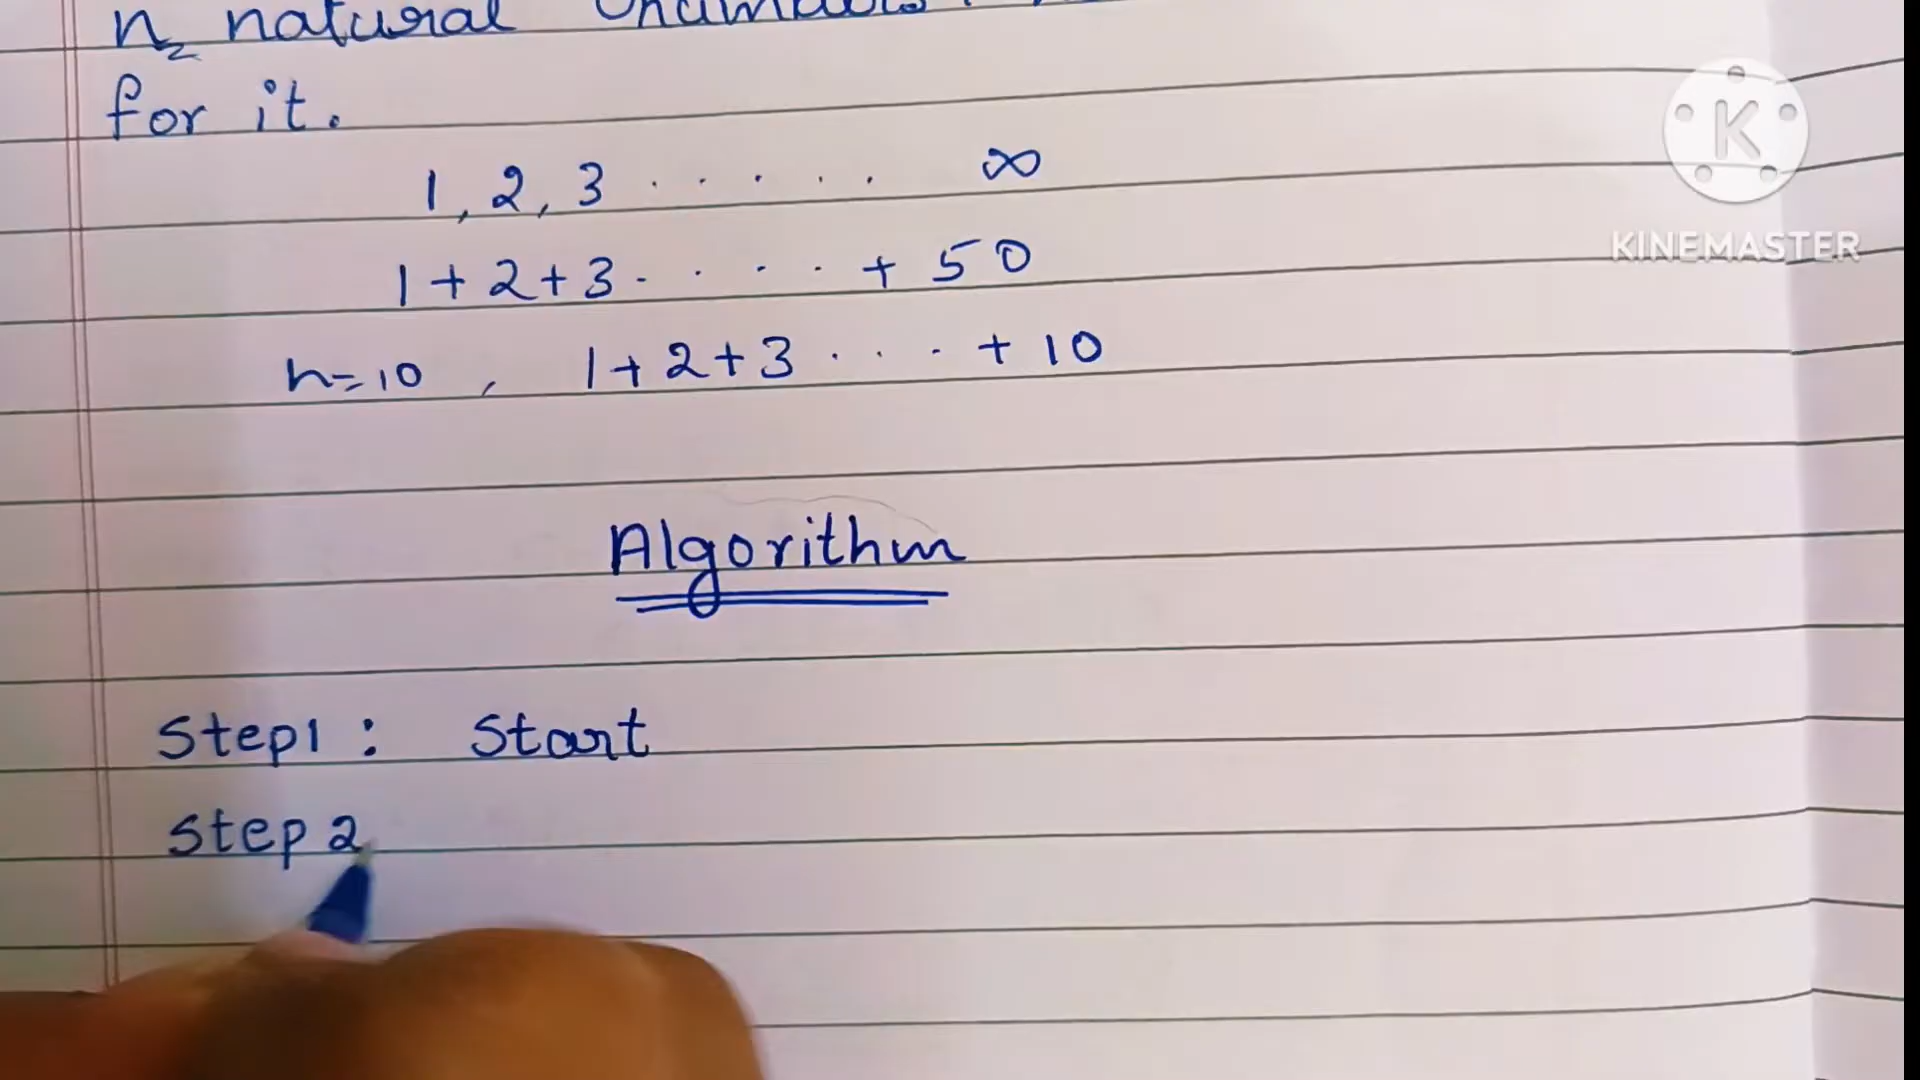 n natural
for it.
1, 2, 3 . . . . . ∞
1 + 2 + 3 . . . . + 50
n=10 , 1 + 2 + 3 . . . + 10
Algorithm
Step1 : Start
Step 2
K
KINEMASTER